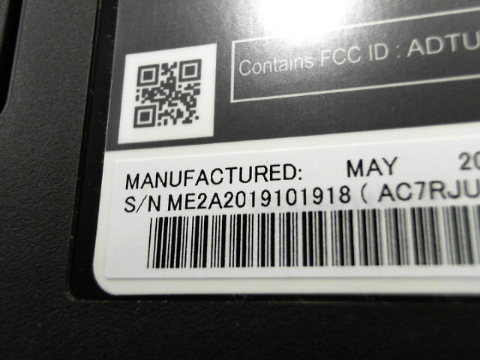 Contains FCC ID : ADTU
MANUFACTURED: MAY 20
S/N ME2A2019101918 ( AC7RJU